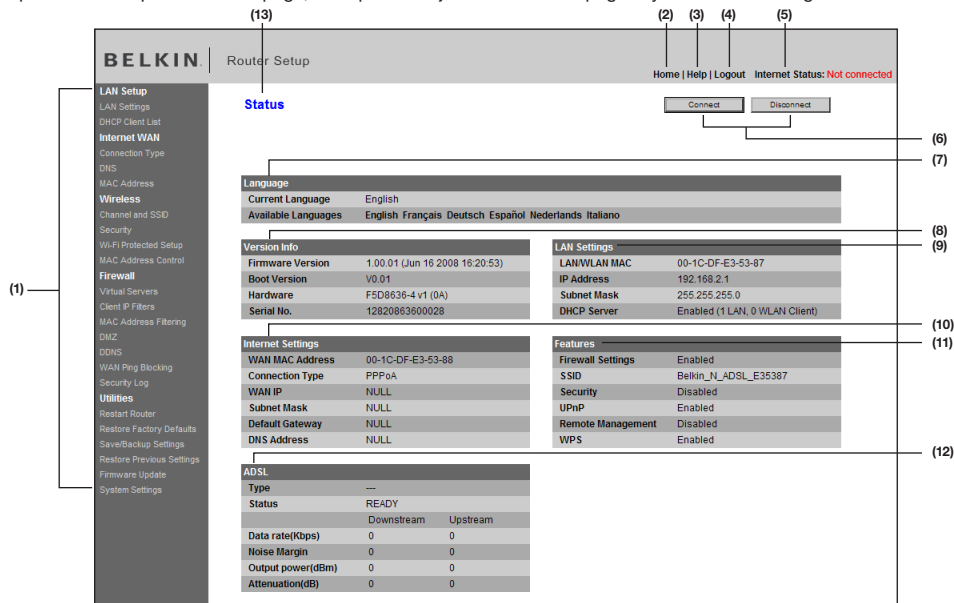 (13) (2) (3) (4) (5)
BELKIN. Router Setup
Home | Help | Logout Internet Status: Not connected
LAN Setup
LAN Settings
DHCP Client List
Internet WAN
Connection Type
DNS
MAC Address
Wireless
Channel and SSID
Security
Wi-Fi Protected Setup
MAC Address Control
Firewall
Virtual Servers
Client IP Filters
MAC Address Filtering
DMZ
DDNS
WAN Ping Blocking
Security Log
Utilities
Restart Router
Restore Factory Defaults
Save/Backup Settings
Restore Previous Settings
Firmware Update
System Settings
(1)
Status
Connect Disconnect
(6)
(7)
Language
Current Language English
Available Languages English Français Deutsch Español Nederlands Italiano
(8)
Version Info
Firmware Version 1.00.01 (Jun 16 2008 16:20:53)
Boot Version V0.01
Hardware F5D8636-4 v1 (0A)
Serial No. 12820863600028
(9)
LAN Settings
LAN/WLAN MAC 00-1C-DF-E3-53-87
IP Address 192.168.2.1
Subnet Mask 255.255.255.0
DHCP Server Enabled (1 LAN, 0 WLAN Client)
(10)
Internet Settings
WAN MAC Address 00-1C-DF-E3-53-88
Connection Type PPPoA
WAN IP NULL
Subnet Mask NULL
Default Gateway NULL
DNS Address NULL
(11)
Features
Firewall Settings Enabled
SSID Belkin_N_ADSL_E35387
Security Disabled
UPnP Enabled
Remote Management Disabled
WPS Enabled
(12)
ADSL
Type ---
Status READY
Downstream Upstream
Data rate(Kbps) 0 0
Noise Margin 0 0
Output power(dBm) 0 0
Attenuation(dB) 0 0